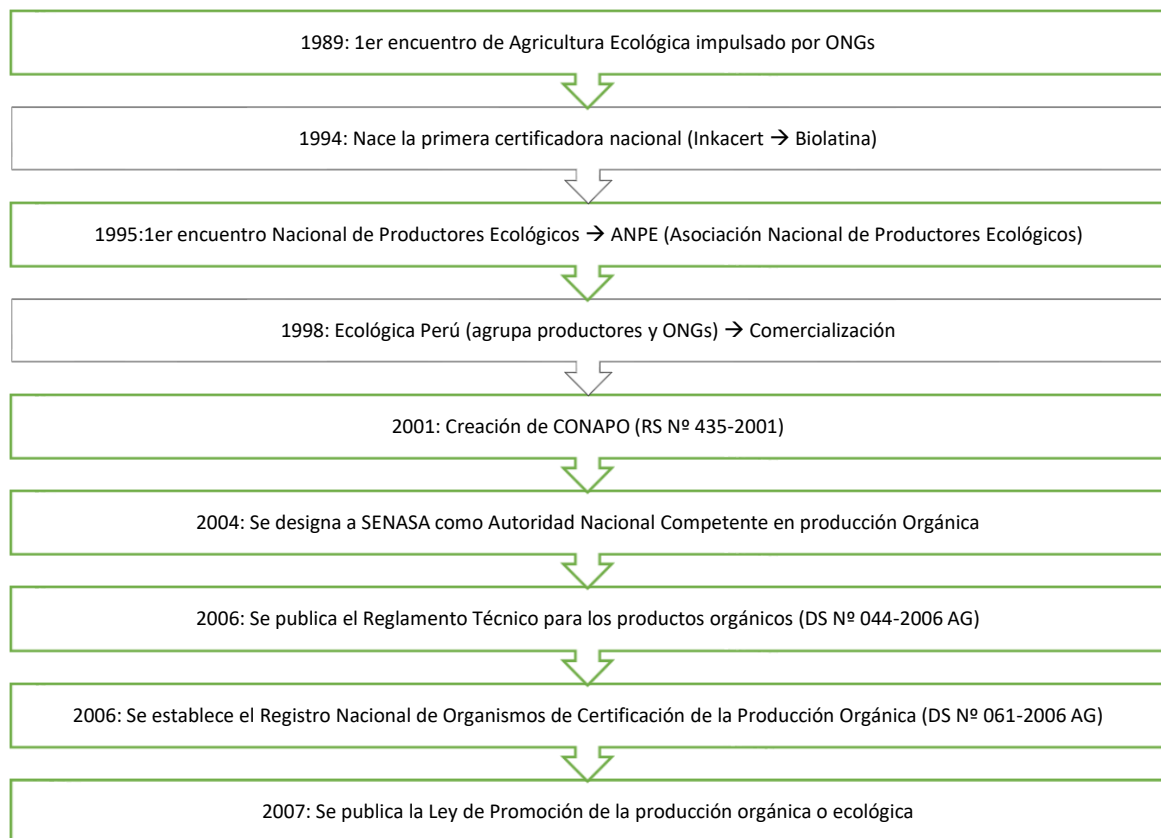 1989: 1er encuentro de Agricultura Ecológica impulsado por ONGs
1994: Nace la primera certificadora nacional (Inkacert → Biolatina)
1995:1er encuentro Nacional de Productores Ecológicos → ANPE (Asociación Nacional de Productores Ecológicos)
1998: Ecológica Perú (agrupa productores y ONGs) → Comercialización
2001: Creación de CONAPO (RS Nº 435-2001)
2004: Se designa a SENASA como Autoridad Nacional Competente en producción Orgánica
2006: Se publica el Reglamento Técnico para los productos orgánicos (DS Nº 044-2006 AG)
2006: Se establece el Registro Nacional de Organismos de Certificación de la Producción Orgánica (DS Nº 061-2006 AG)
2007: Se publica la Ley de Promoción de la producción orgánica o ecológica